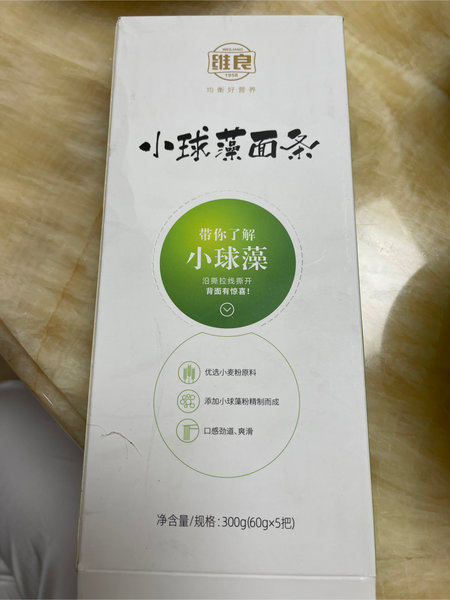 WEILIANG
维良
1958
均衡好营养
小球藻面条
带你了解
小球藻
沿撕拉线撕开
背面有惊喜！
优选小麦粉原料
添加小球藻粉精制而成
口感劲道、爽滑
净含量/规格：300g(60g×5把)